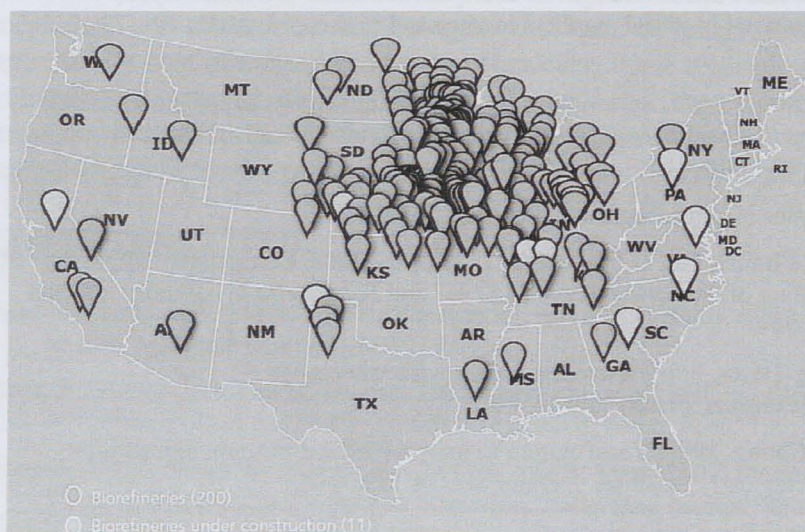 ME
MT
ND
VT
OR
NH
NY
ID
SD
MA
WY
CT
RI
PA
NV
OH
NJ
UT
DE
CO
WV
MD
CA
DC
KS
MO
NC
TN
OK
NM
AR
SC
GA
AL
TX
LA
FL
Biorefineries (200)
Biorefineries under construction (11)